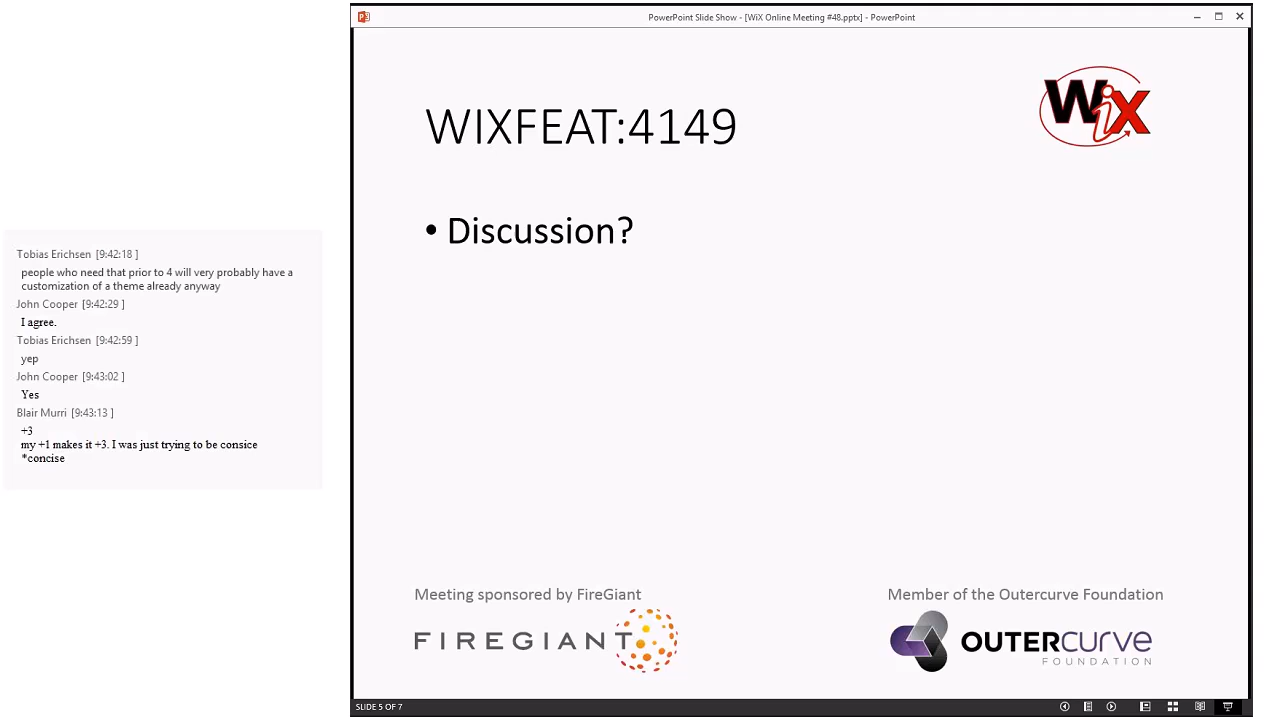 PowerPoint Slide Show - [WiX Online Meeting #48.pptx] - PowerPoint
WiX
WIXFEAT:4149
• Discussion?
Tobias Erichsen [9:42:18 ]
people who need that prior to 4 will very probably have a
customization of a theme already anyway
John Cooper [9:42:29 ]
I agree.
Tobias Erichsen [9:42:59 ]
yep
John Cooper [9:43:02 ]
Yes
Blair Murri [9:43:13 ]
+3
my +1 makes it +3. I was just trying to be consice
*concise
Meeting sponsored by FireGiant
FIREGIANT
Member of the Outercurve Foundation
OUTERCURVE
FOUNDATION
SLIDE 5 OF 7